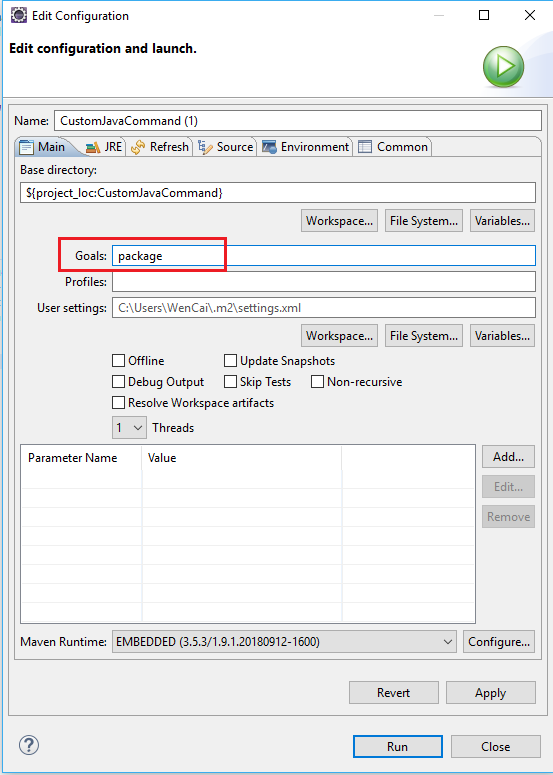 Edit Configuration
Edit configuration and launch.
Name: CustomJavaCommand (1)
Main JRE Refresh Source Environment Common
Base directory:
${project_loc:CustomJavaCommand}
Workspace... File System... Variables...
Goals: package
Profiles:
User settings: C:\Users\WenCai\.m2\settings.xml
Workspace... File System... Variables...
Offline Update Snapshots
Debug Output Skip Tests Non-recursive
Resolve Workspace artifacts
1 Threads
Parameter Name Value Add...
Edit...
Remove
Maven Runtime: EMBEDDED (3.5.3/1.9.1.20180912-1600) Configure...
Revert Apply
? Run Close